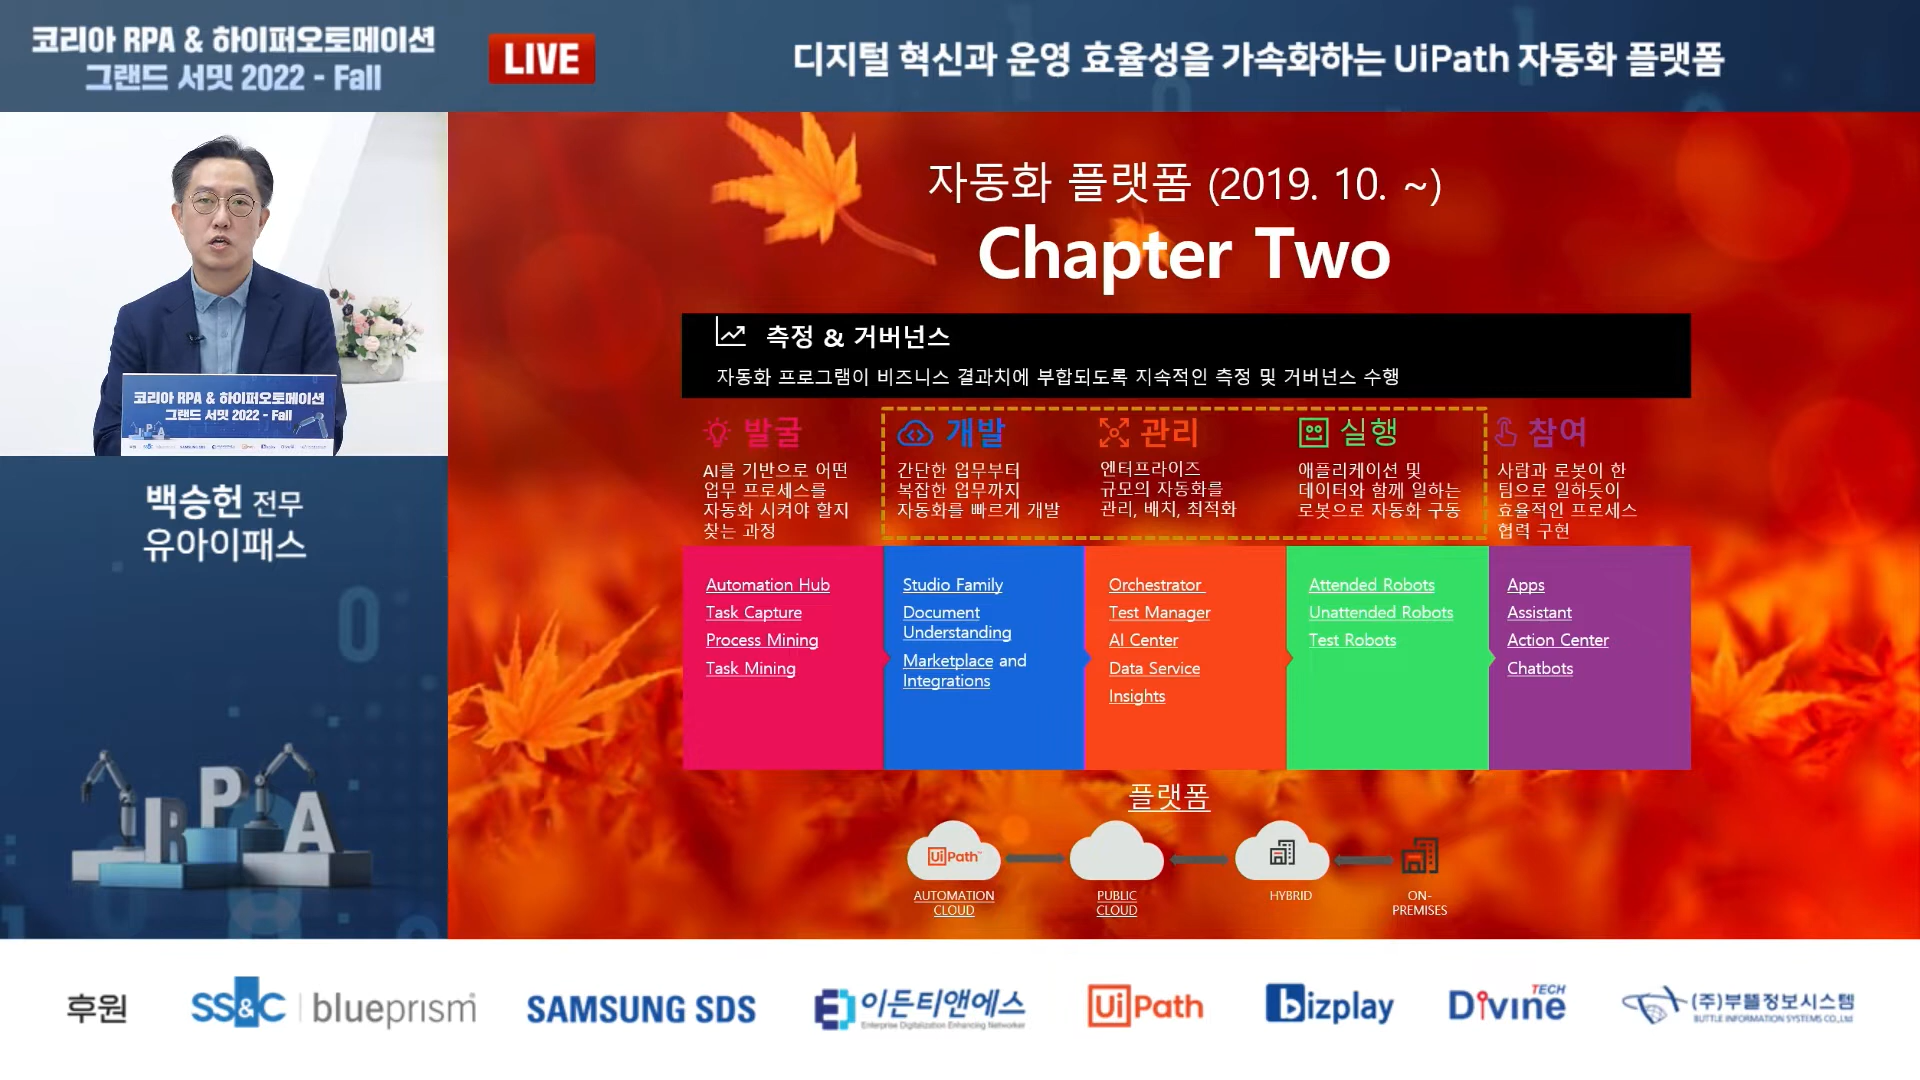 코리아 RPA & 하이퍼오토메이션
그랜드 서밋 2022 - Fall
LIVE
디지털 혁신과 운영 효율성을 가속화하는 UiPath 자동화 플랫폼
코리아 RPA & 하이퍼오토메이션
그랜드 서밋 2022 - Fall
백승헌 전무
유아이패스
RPA
자동화 플랫폼 (2019. 10. ~)
Chapter Two
측정 & 거버넌스
자동화 프로그램이 비즈니스 결과치에 부합되도록 지속적인 측정 및 거버넌스 수행
발굴
AI를 기반으로 어떤
업무 프로세스를
자동화 시켜야 할지
찾는 과정
개발
간단한 업무부터
복잡한 업무까지
자동화를 빠르게 개발
관리
엔터프라이즈
규모의 자동화를
관리, 배치, 최적화
실행
애플리케이션 및
데이터와 함께 일하는
로봇으로 자동화 구동
참여
사람과 로봇이 한
팀으로 일하듯이
효율적인 프로세스
협력 구현
Automation Hub
Task Capture
Process Mining
Task Mining
Studio Family
Document
Understanding
Marketplace and
Integrations
Orchestrator
Test Manager
AI Center
Data Service
Insights
Attended Robots
Unattended Robots
Test Robots
Apps
Assistant
Action Center
Chatbots
플랫폼
UiPath
AUTOMATION
CLOUD
PUBLIC
CLOUD
HYBRID
ON-
PREMISES
후원
SS&C | blueprism
SAMSUNG SDS
이든티앤에스
Enterprise Digitalization Enhancing Networker
UiPath
bizplay
Divine TECH
(주)부뜰정보시스템
BUTTLE INFORMATION SYSTEMS CO.,Ltd